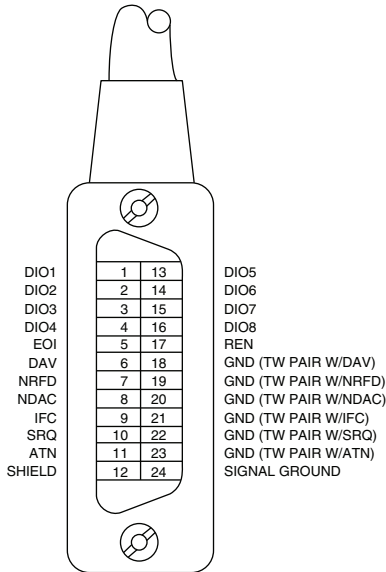 DIO1 1 13 DIO5
DIO2 2 14 DIO6
DIO3 3 15 DIO7
DIO4 4 16 DIO8
EOI 5 17 REN
DAV 6 18 GND (TW PAIR W/DAV)
NRFD 7 19 GND (TW PAIR W/NRFD)
NDAC 8 20 GND (TW PAIR W/NDAC)
IFC 9 21 GND (TW PAIR W/IFC)
SRQ 10 22 GND (TW PAIR W/SRQ)
ATN 11 23 GND (TW PAIR W/ATN)
SHIELD 12 24 SIGNAL GROUND